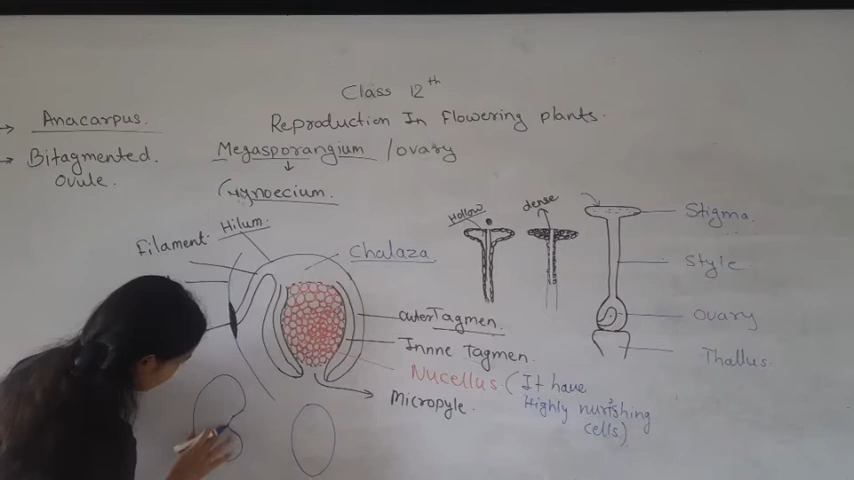 Class 12th
Reproduction In Flowering plants.
→ Anacarpus.
→ Bitagmented.
Ovule.
Megasporangium /ovary
Gynoecium.
Hollow
dense
Stigma
Style
Ovary
Thallus
Hilum.
Filament.
Chalaza
outerTagmen.
Innne Tagmen.
Nucellus (It have
Highly nurishing
cells)
Micropyle.